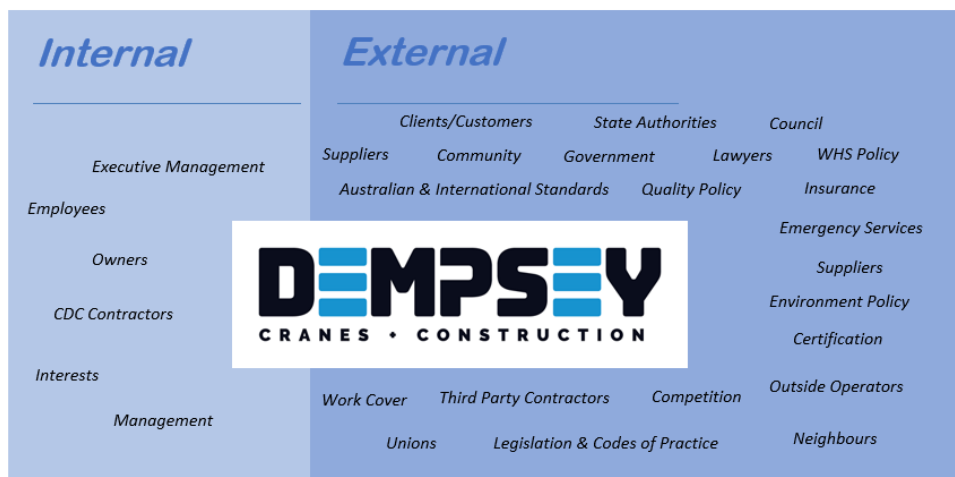 Internal
External
Clients/Customers State Authorities Council
Suppliers Community Government Lawyers WHS Policy
Executive Management
Australian & International Standards Quality Policy Insurance
Employees
Emergency Services
Owners
Suppliers
DEMPSEY
CRANES • CONSTRUCTION
Environment Policy
CDC Contractors
Certification
Interests
Outside Operators
Work Cover Third Party Contractors Competition
Management
Unions Legislation & Codes of Practice Neighbours